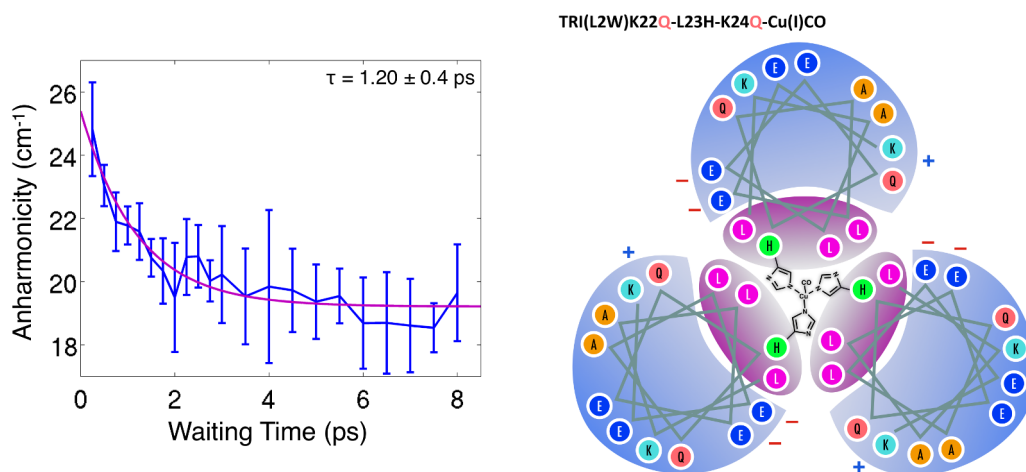 TRI(L2W)K22Q-L23H-K24Q-Cu(I)CO
τ = 1.20 ± 0.4 ps
Anharmonicity (cm⁻¹)
26
24
22
20
18
0 2 4 6 8
Waiting Time (ps)
E E
K
Q
A
A
K
Q
+
E
E
−
−
L
H
L
L
CO
Cu
N
N
N
N
N
N
+
Q
K
A
A
E
E
K
Q
E
E
−
−
L
L
H
L
− −
E E
Q
K
E
E
A
A
K
Q
+
L
H
L
L